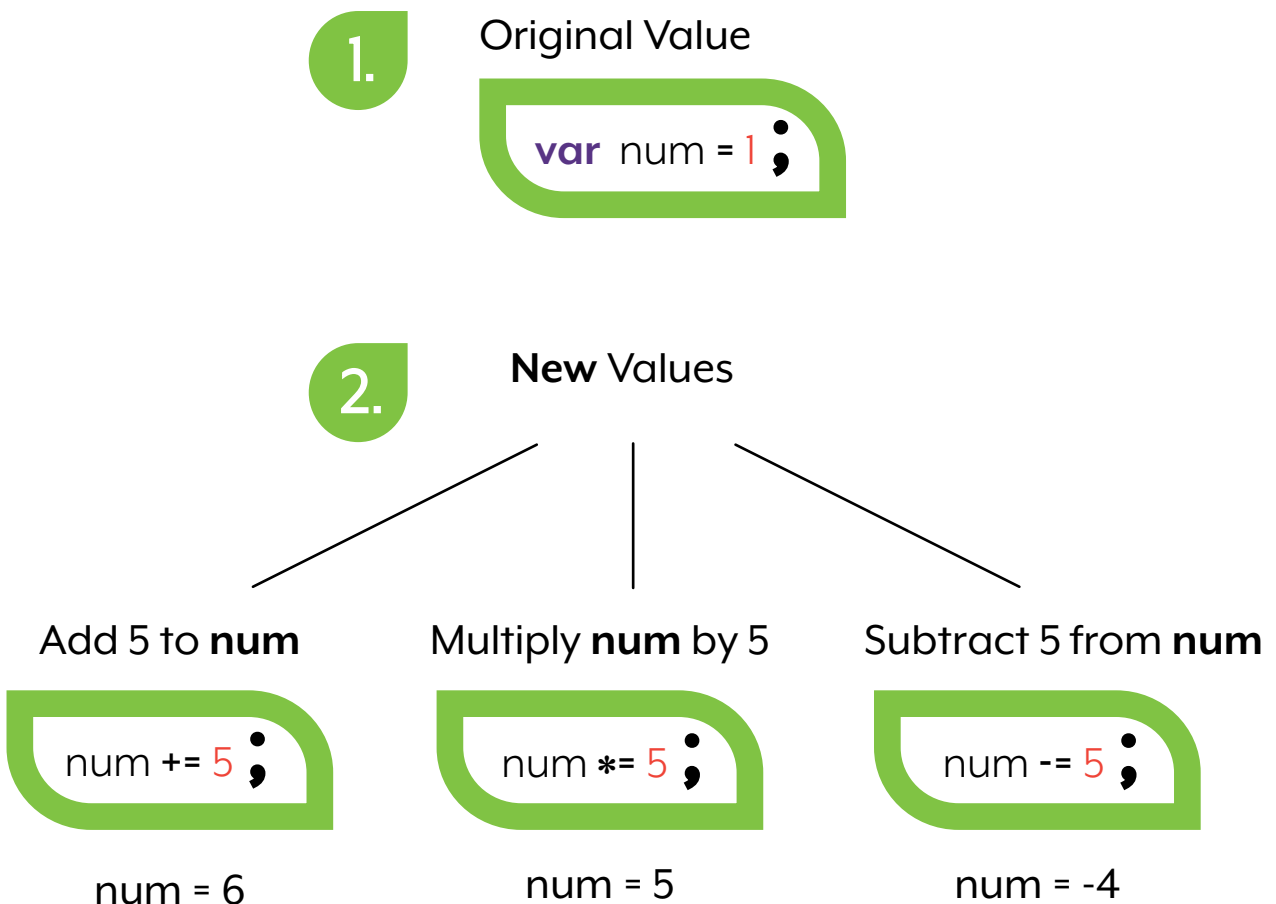 1.
Original Value
var num = 1 ;
2.
New Values
Add 5 to num
num += 5 ;
num = 6
Multiply num by 5
num *= 5 ;
num = 5
Subtract 5 from num
num -= 5 ;
num = -4